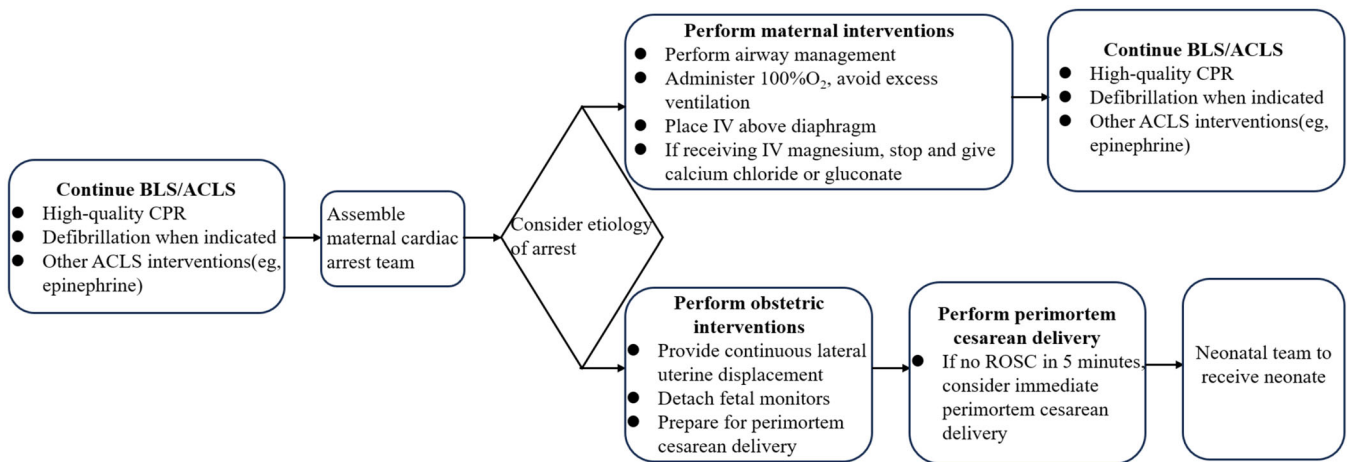 Continue BLS/ACLS
● High-quality CPR
● Defibrillation when indicated
● Other ACLS interventions(eg,
epinephrine)
Assemble
maternal cardiac
arrest team
Consider etiology
of arrest
Perform maternal interventions
● Perform airway management
● Administer 100%O₂, avoid excess
ventilation
● Place IV above diaphragm
● If receiving IV magnesium, stop and give
calcium chloride or gluconate
Continue BLS/ACLS
● High-quality CPR
● Defibrillation when indicated
● Other ACLS interventions(eg,
epinephrine)
Perform obstetric
interventions
● Provide continuous lateral
uterine displacement
● Detach fetal monitors
● Prepare for perimortem
cesarean delivery
Perform perimortem
cesarean delivery
● If no ROSC in 5 minutes,
consider immediate
perimortem cesarean
delivery
Neonatal team to
receive neonate